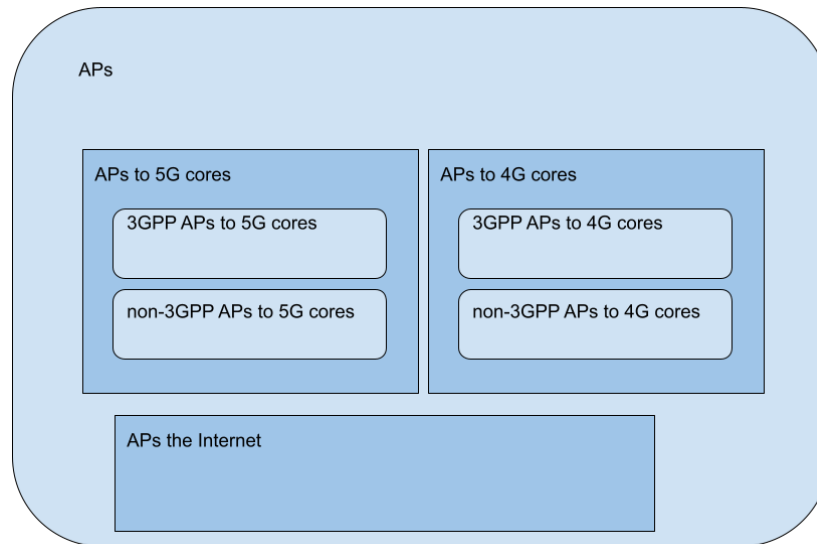 APs
APs to 5G cores
APs to 4G cores
3GPP APs to 5G cores
3GPP APs to 4G cores
non-3GPP APs to 5G cores
non-3GPP APs to 4G cores
APs the Internet